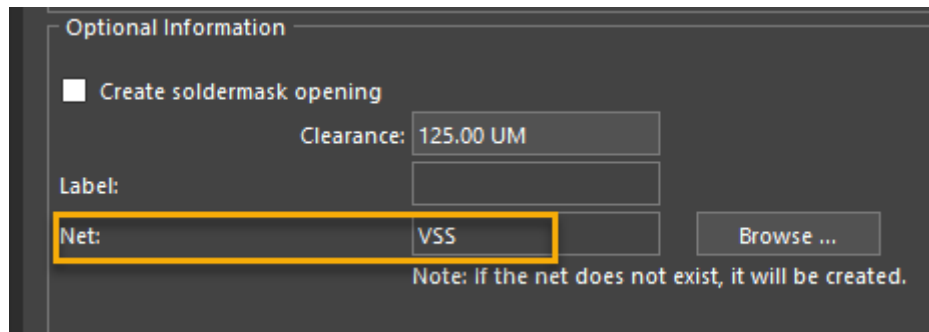 Optional Information
Create soldermask opening
Clearance: 125.00 UM
Label:
Net: VSS Browse ...
Note: If the net does not exist, it will be created.